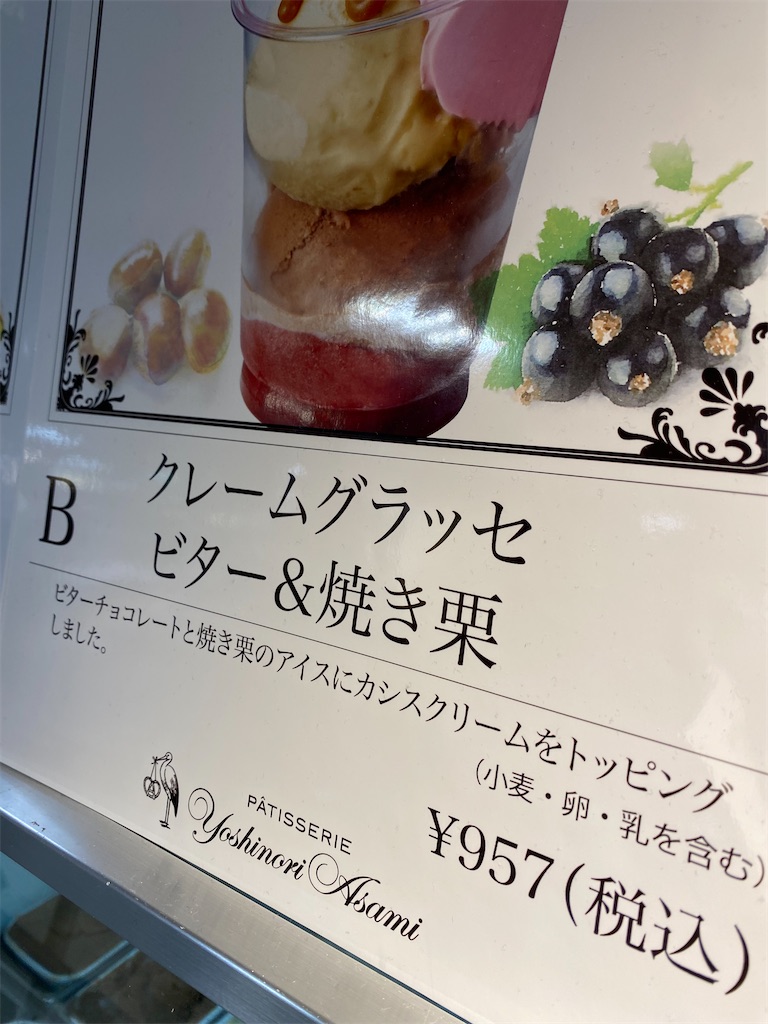 B
クレームグラッセ
ビター&焼き栗
ビターチョコレートと焼き栗のアイスにカシスクリームをトッピング
しました。
(小麦・卵・乳を含む)
¥957(税込)
PÂTISSERIE
Yoshinori Asami